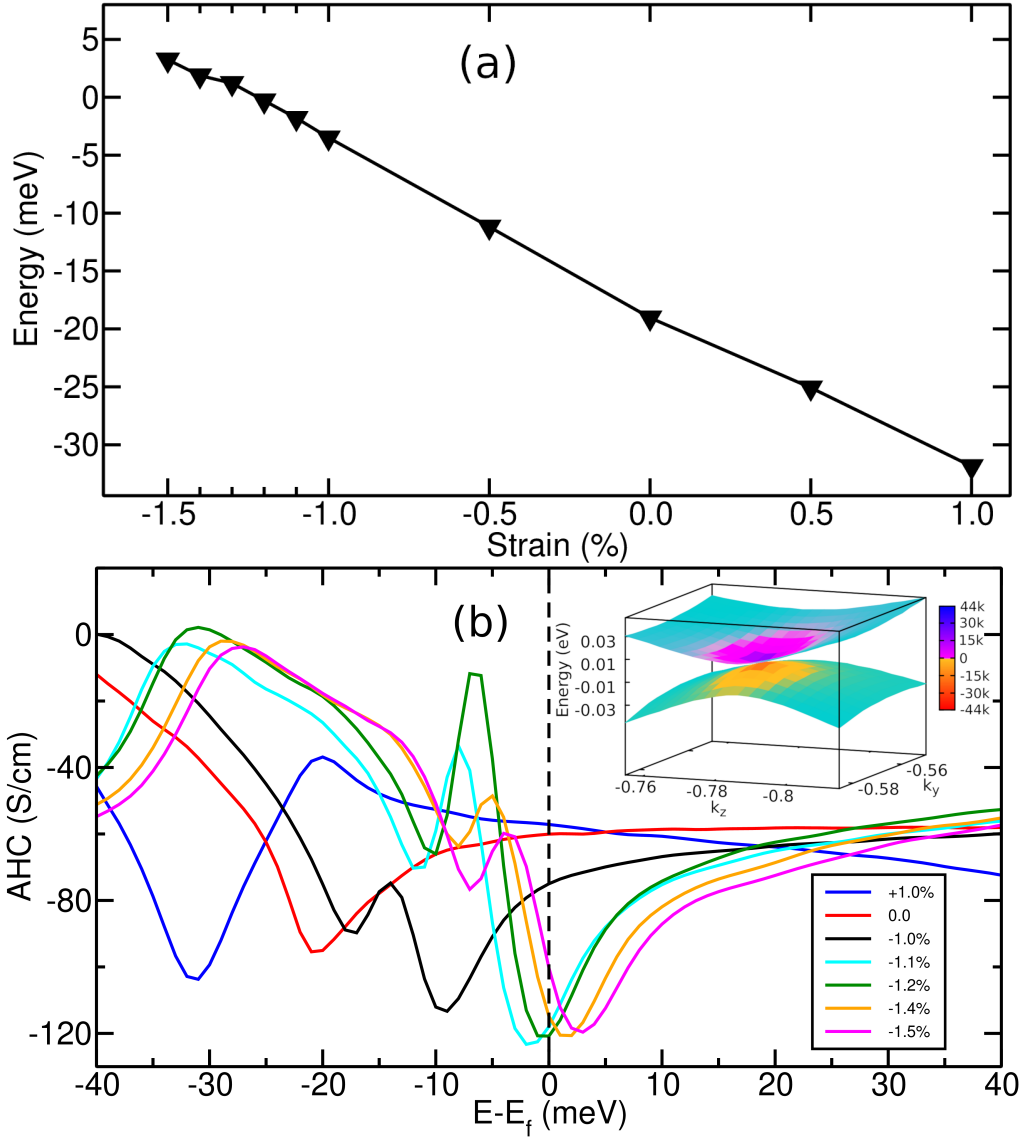 (a)
Energy (meV)
5
0
-5
-10
-15
-20
-25
-30
-1.5 -1.0 -0.5 0.0 0.5 1.0
Strain (%)
(b)
AHC (S/cm)
0
-40
-80
-120
-40 -30 -20 -10 0 10 20 30 40
E-Ef (meV)
Energy (eV)
0.03
0.01
-0.01
-0.03
-0.76 -0.78 -0.8
kz
-0.58 -0.56
ky
44k
30k
15k
0
-15k
-30k
-44k
+1.0%
0.0
-1.0%
-1.1%
-1.2%
-1.4%
-1.5%